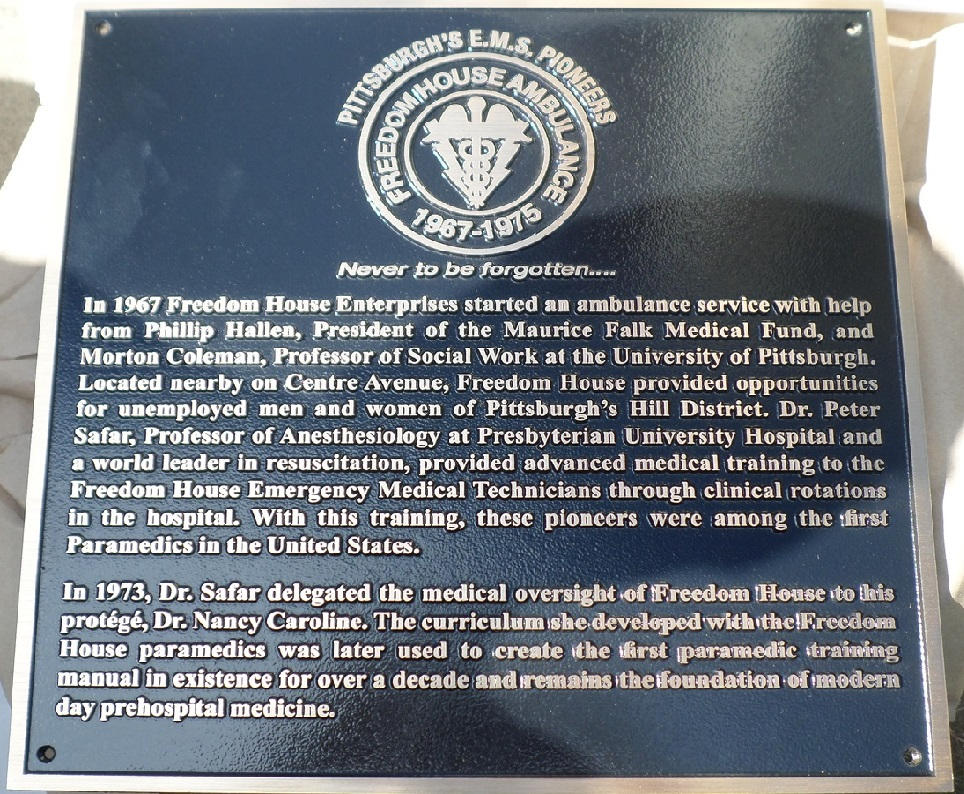 PITTSBURGH'S E.M.S. PIONEERS
FREEDOM HOUSE AMBULANCE
1967-1975
Never to be forgotten....
In 1967 Freedom House Enterprises started an ambulance service with help
from Phillip Hallen, President of the Maurice Falk Medical Fund, and
Morton Coleman, Professor of Social Work at the University of Pittsburgh.
Located nearby on Centre Avenue, Freedom House provided opportunities
for unemployed men and women of Pittsburgh's Hill District. Dr. Peter
Safar, Professor of Anesthesiology at Presbyterian University Hospital and
a world leader in resuscitation, provided advanced medical training to the
Freedom House Emergency Medical Technicians through clinical rotations
in the hospital. With this training, these pioneers were among the first
Paramedics in the United States.
In 1973, Dr. Safar delegated the medical oversight of Freedom House to his
protégé, Dr. Nancy Caroline. The curriculum she developed with the Freedom
House paramedics was later used to create the first paramedic training
manual in existence for over a decade and remains the foundation of modern
day prehospital medicine.